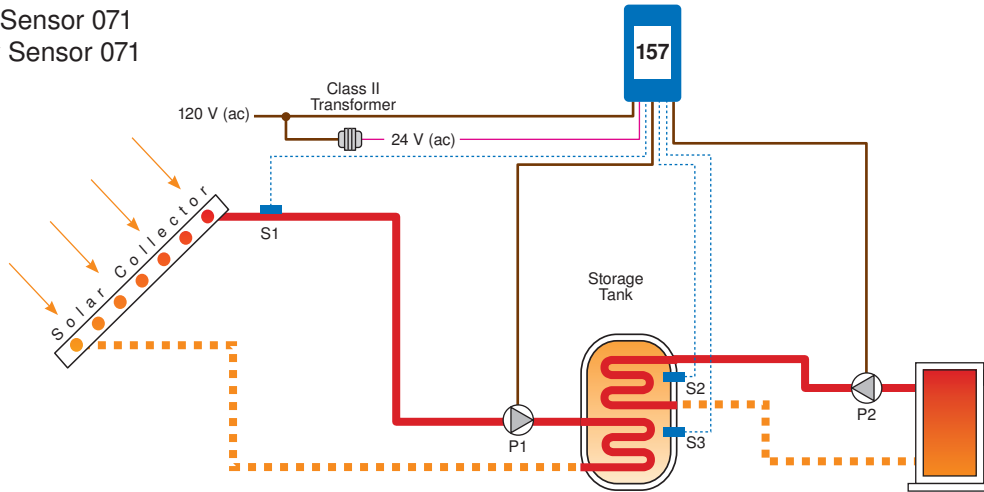 Sensor 071
Sensor 071
157
Class II
Transformer
120 V (ac)
24 V (ac)
Solar Collector
S1
Storage
Tank
S2
P2
S3
P1